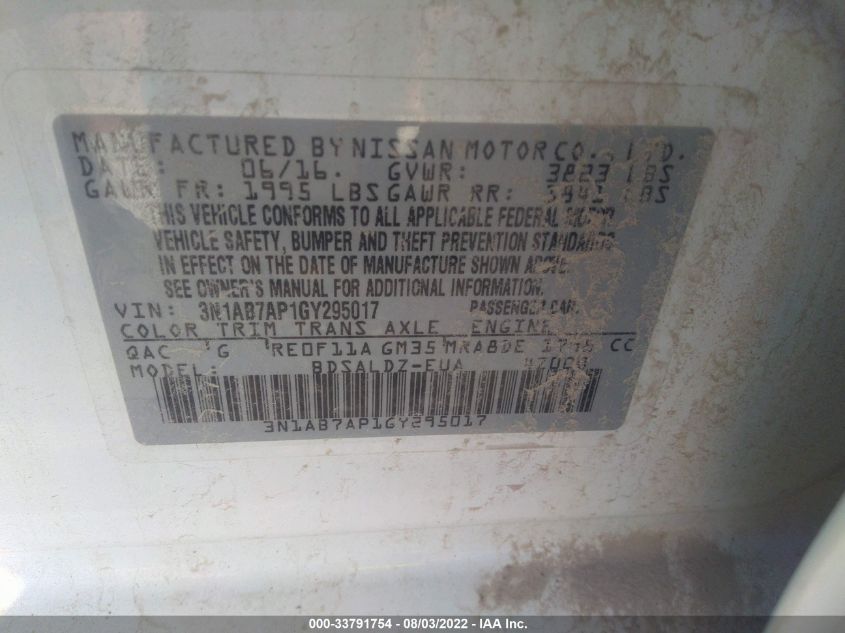 MANUFACTURED BY NISSAN MOTOR CO., LTD.
DATE: 06/16. GVWR: 3823 LBS
GAWR FR: 1995 LBS GAWR RR: LBS
THIS VEHICLE CONFORMS TO ALL APPLICABLE FEDERAL MOTOR
VEHICLE SAFETY, BUMPER AND THEFT PREVENTION STANDARDS
IN EFFECT ON THE DATE OF MANUFACTURE SHOWN ABOVE.
SEE OWNER'S MANUAL FOR ADDITIONAL INFORMATION.
VIN: 3N1AB7AP1GY295017 PASSENGER CAR.
COLOR TRIM TRANS AXLE ENGINE
QAC G RE0F11A GM35 MRA8DE CC
MODEL: BDSALDZ-EUA
3N1AB7AP1GY295017
000-33791754 - 08/03/2022 - IAA Inc.